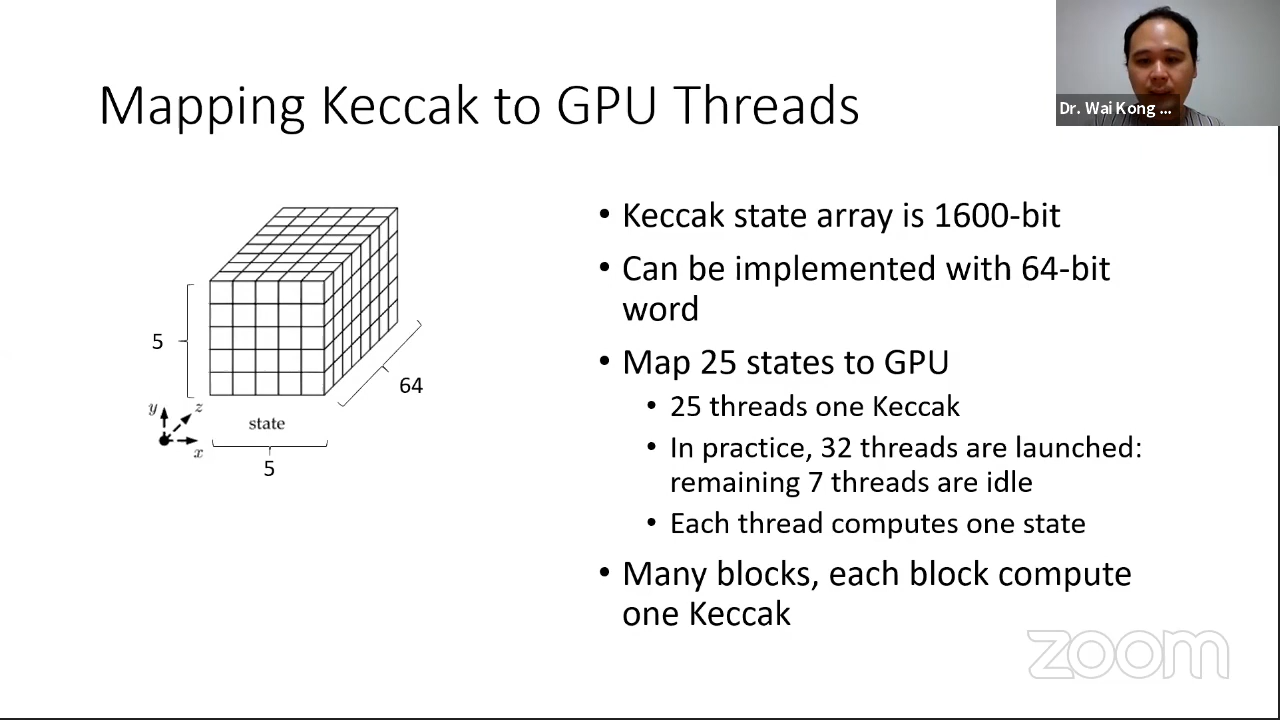 Mapping Keccak to GPU Threads
Dr. Wai Kong ...
5
64
y
z
x
state
5
• Keccak state array is 1600-bit
• Can be implemented with 64-bit
word
• Map 25 states to GPU
• 25 threads one Keccak
• In practice, 32 threads are launched:
remaining 7 threads are idle
• Each thread computes one state
• Many blocks, each block compute
one Keccak
zoom